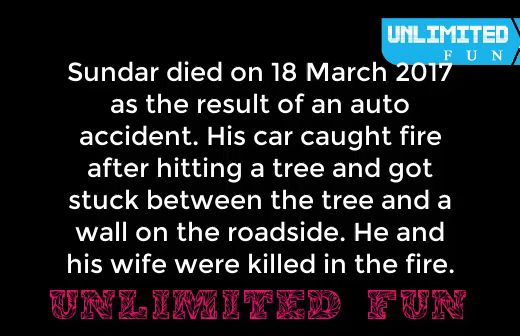 UNLIMITED
FUN
Sundar died on 18 March 2017
as the result of an auto
accident. His car caught fire
after hitting a tree and got
stuck between the tree and a
wall on the roadside. He and
his wife were killed in the fire.
UNLIMITED FUN